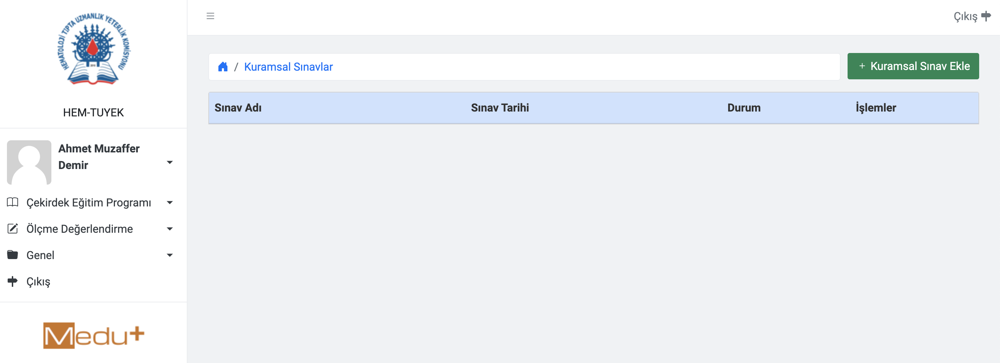 HEMATOLOJİ TIPTA UZMANLIK YETERLİK KOMİSYONU
2010
HEM-TUYEK
Ahmet Muzaffer
Demir
Çekirdek Eğitim Programı
Ölçme Değerlendirme
Genel
Çıkış
Medu+
Çıkış
/ Kuramsal Sınavlar
+ Kuramsal Sınav Ekle
Sınav Adı Sınav Tarihi Durum İşlemler